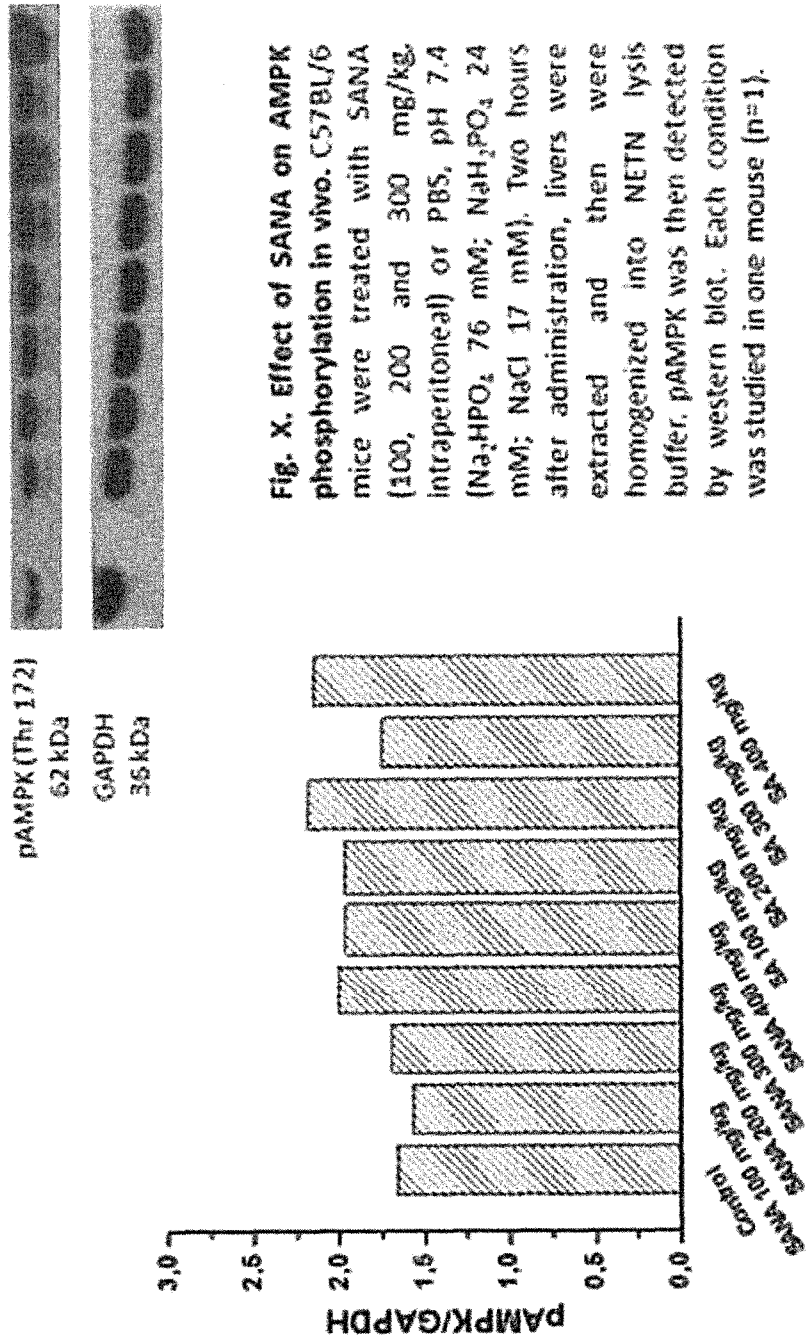 pAMPK(Thr 172)
62 kDa
GAPDH
36 kDa
pAMPK/GAPDH
3,0
2,5
2,0
1,5
1,0
0,5
0,0
Control
SANA 100 mg/kg
SANA 200 mg/kg
SANA 300 mg/kg
SANA 400 mg/kg
SA 100 mg/kg
SA 200 mg/kg
SA 300 mg/kg
SA 400 mg/kg
Fig. X. Effect of SANA on AMPK
phosphorylation in vivo. C57BL/6
mice were treated with SANA
(100, 200 and 300 mg/kg,
intraperitoneal) or PBS, pH 7.4
(Na₂HPO₄ 76 mM; NaH₂PO₄ 24
mM; NaCl 17 mM). Two hours
after administration, livers were
extracted and then were
homogenized into NETN lysis
buffer. pAMPK was then detected
by western blot. Each condition
was studied in one mouse (n=1).